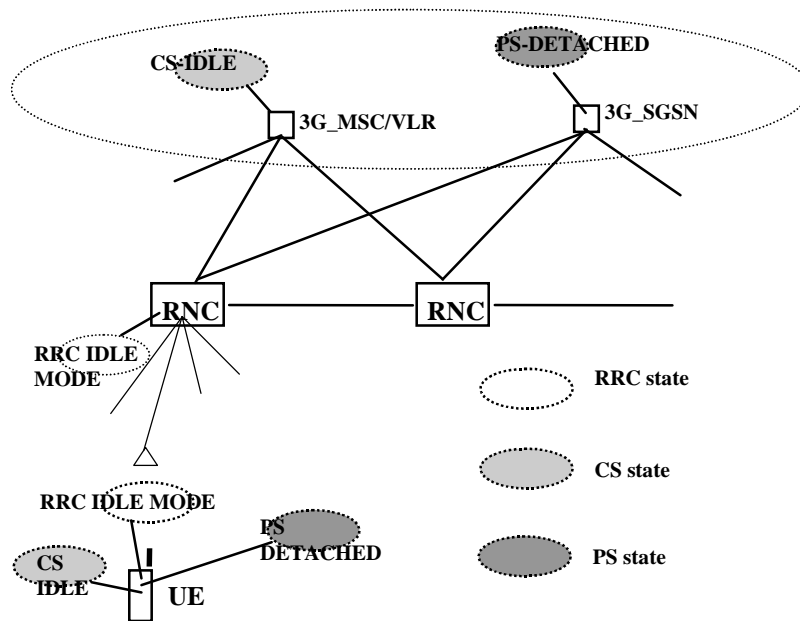 CS-IDLE
PS-DETACHED
3G_MSC/VLR
3G_SGSN
RNC
RNC
RRC IDLE
MODE
RRC state
CS state
PS state
RRC IDLE MODE
PS
DETACHED
CS
IDLE
UE